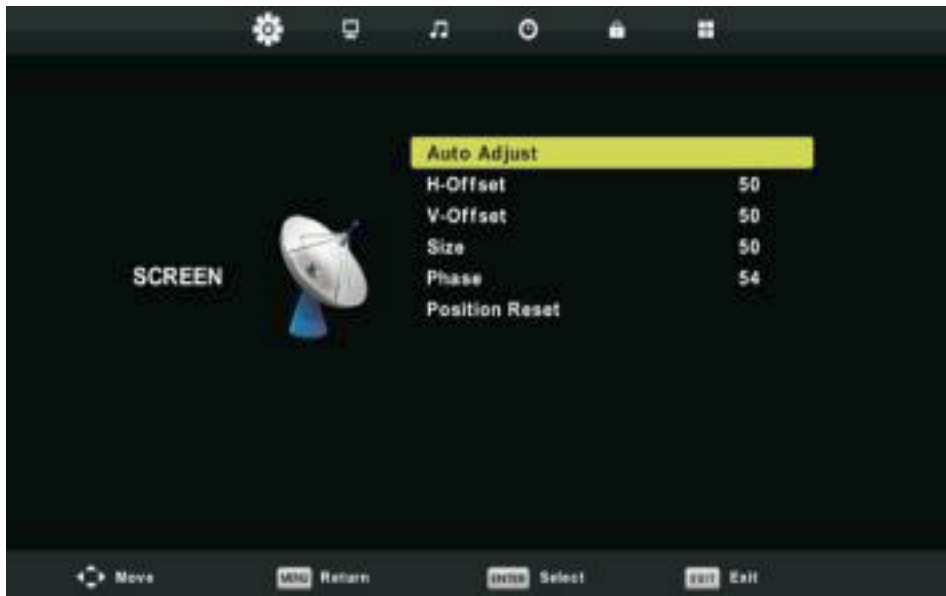 Auto Adjust
H-Offset 50
V-Offset 50
Size 50
SCREEN
Phase 54
Position Reset
Move MENU Return ENTER Select EXIT Exit